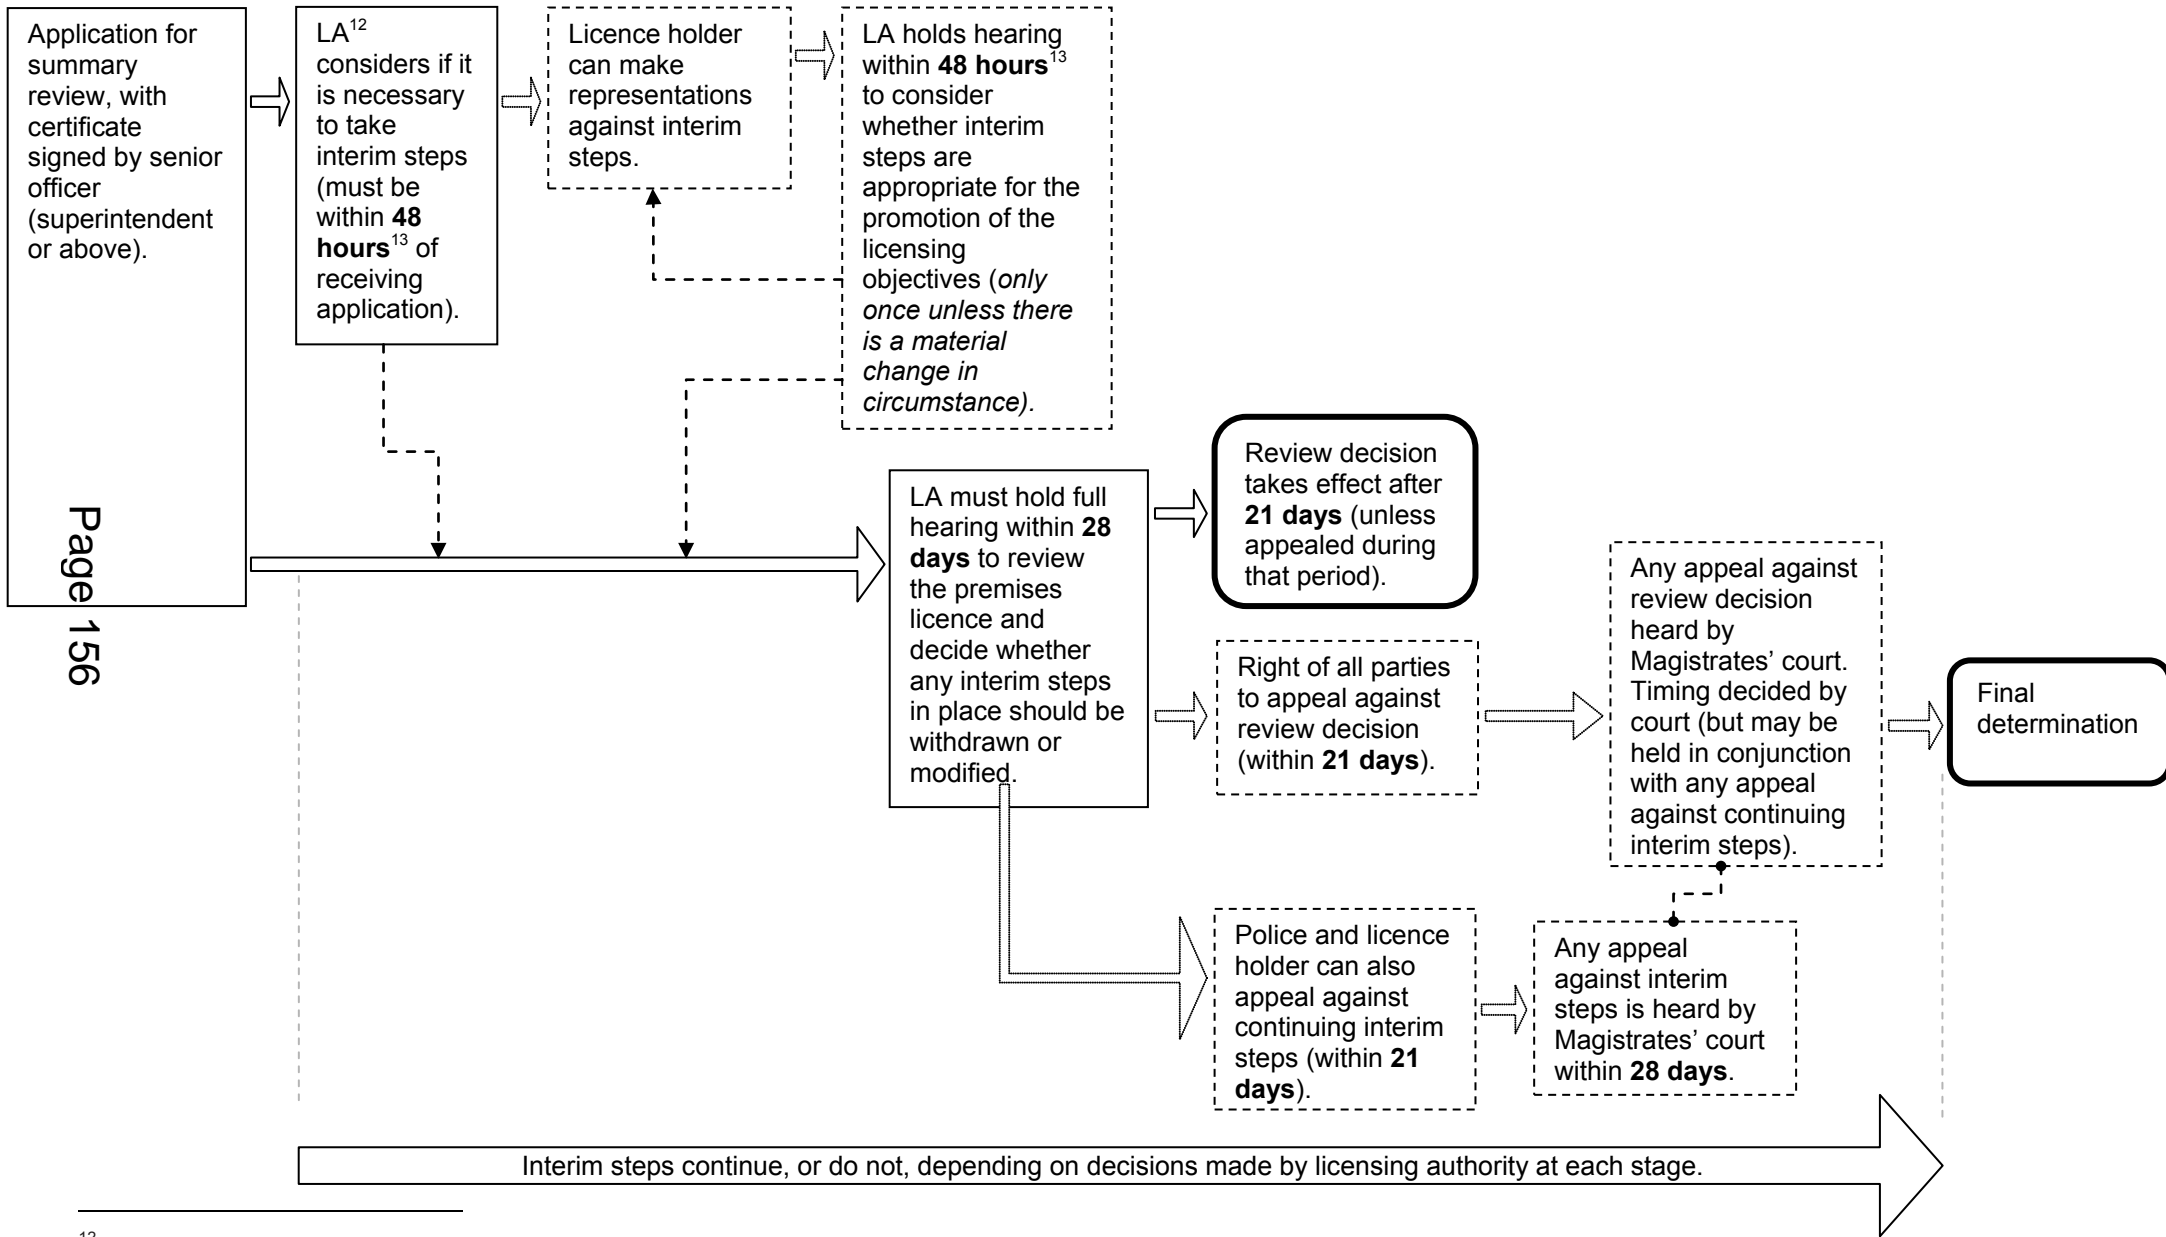 Application for
summary
review, with
certificate
signed by senior
officer
(superintendent
or above).
LA12
considers if it
is necessary
to take
interim steps
(must be
within 48
hours13 of
receiving
application).
Licence holder
can make
representations
against interim
steps.
LA holds hearing
within 48 hours13
to consider
whether interim
steps are
appropriate for the
promotion of the
licensing
objectives (only
once unless there
is a material
change in
circumstance).
LA must hold full
hearing within 28
days to review
the premises
licence and
decide whether
any interim steps
in place should be
withdrawn or
modified.
Review decision
takes effect after
21 days (unless
appealed during
that period).
Right of all parties
to appeal against
review decision
(within 21 days).
Any appeal against
review decision
heard by
Magistrates’ court.
Timing decided by
court (but may be
held in conjunction
with any appeal
against continuing
interim steps).
Final
determination
Police and licence
holder can also
appeal against
continuing interim
steps (within 21
days).
Any appeal
against interim
steps is heard by
Magistrates’ court
within 28 days.
Interim steps continue, or do not, depending on decisions made by licensing authority at each stage.
Page 156
12